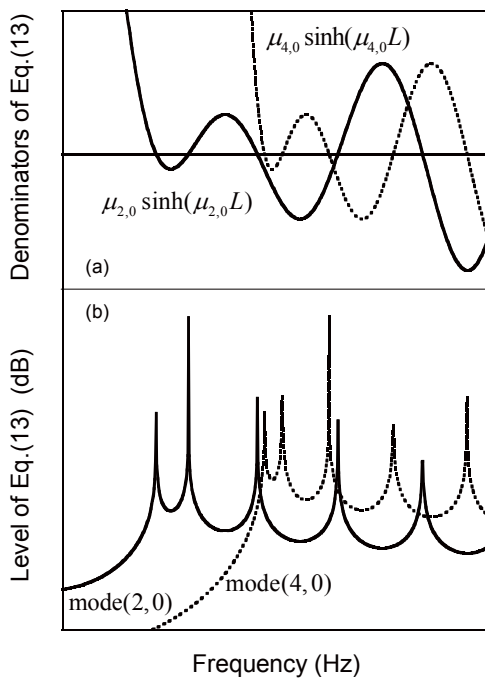 Denominators of Eq.(13)
μ4,0 sinh(μ4,0L)
μ2,0 sinh(μ2,0L)
(a)
(b)
Level of Eq.(13) (dB)
mode(2,0)
mode(4,0)
Frequency (Hz)